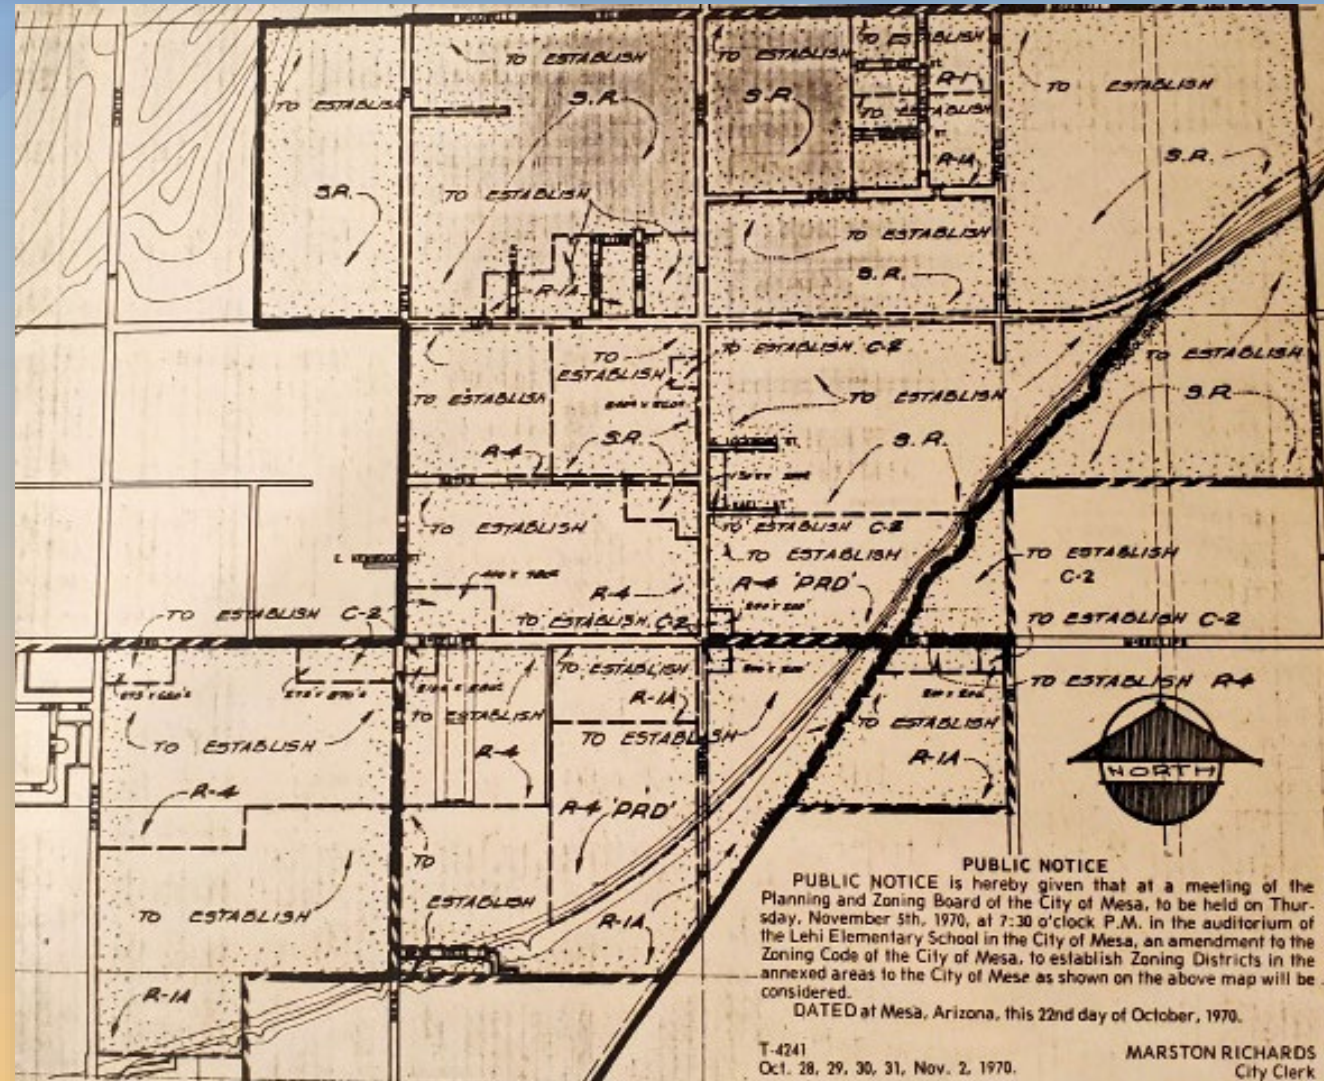 TO ESTABLISH
S.R.
TO ESTABLISH
S.R.
TO ESTABLISH
R-1A
TO ESTABLISH
S.R.
TO ESTABLISH
R-1
TO ESTABLISH
R-1A
TO ESTABLISH
S.R.
TO ESTABLISH
S.R.
TO ESTABLISH
R-4
TO
ESTABLISH
S.R.
TO ESTABLISH C-2
TO ESTABLISH
S.R.
TO ESTABLISH
S.R.
TO ESTABLISH
R-4
TO ESTABLISH C-2
TO ESTABLISH
R-4 'PRD'
TO ESTABLISH
C-2
TO ESTABLISH C-2
TO ESTABLISH C-2
TO ESTABLISH C-2
TO ESTABLISH R-4
TO ESTABLISH
R-4
TO ESTABLISH
R-4
TO ESTABLISH
R-1A
TO ESTABLISH
R-4 'PRD'
TO ESTABLISH
R-1A
TO ESTABLISH
R-1A
TO
ESTABLISH
R-1A
NORTH
PUBLIC NOTICE
PUBLIC NOTICE is hereby given that at a meeting of the
Planning and Zoning Board of the City of Mesa, to be held on Thur-
sday, November 5th, 1970, at 7:30 o'clock P.M. in the auditorium of
the Lehi Elementary School in the City of Mesa, an amendment to the
Zoning Code of the City of Mesa, to establish Zoning Districts in the
annexed areas to the City of Mesa as shown on the above map will be
considered.
DATED at Mesa, Arizona, this 22nd day of October, 1970.
T-4241
Oct. 28, 29, 30, 31, Nov. 2, 1970.
MARSTON RICHARDS
City Clerk